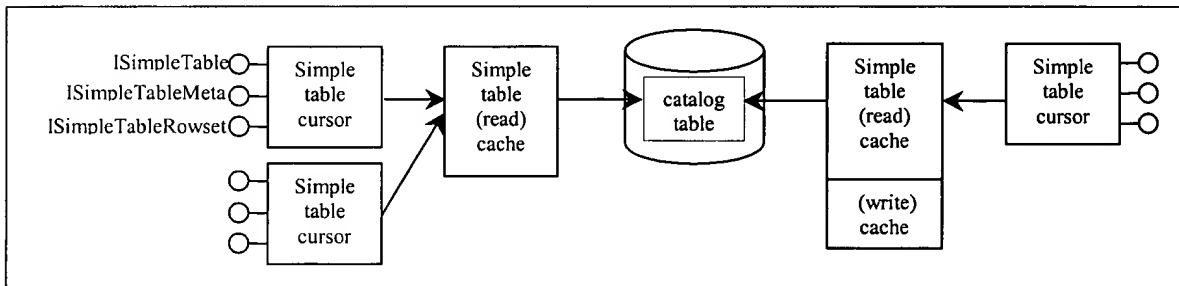 ISimpleTable
ISimpleTableMeta
ISimpleTableRowset
Simple
table
cursor
Simple
table
cursor
Simple
table
(read)
cache
catalog
table
Simple
table
(read)
cache
(write)
cache
Simple
table
cursor